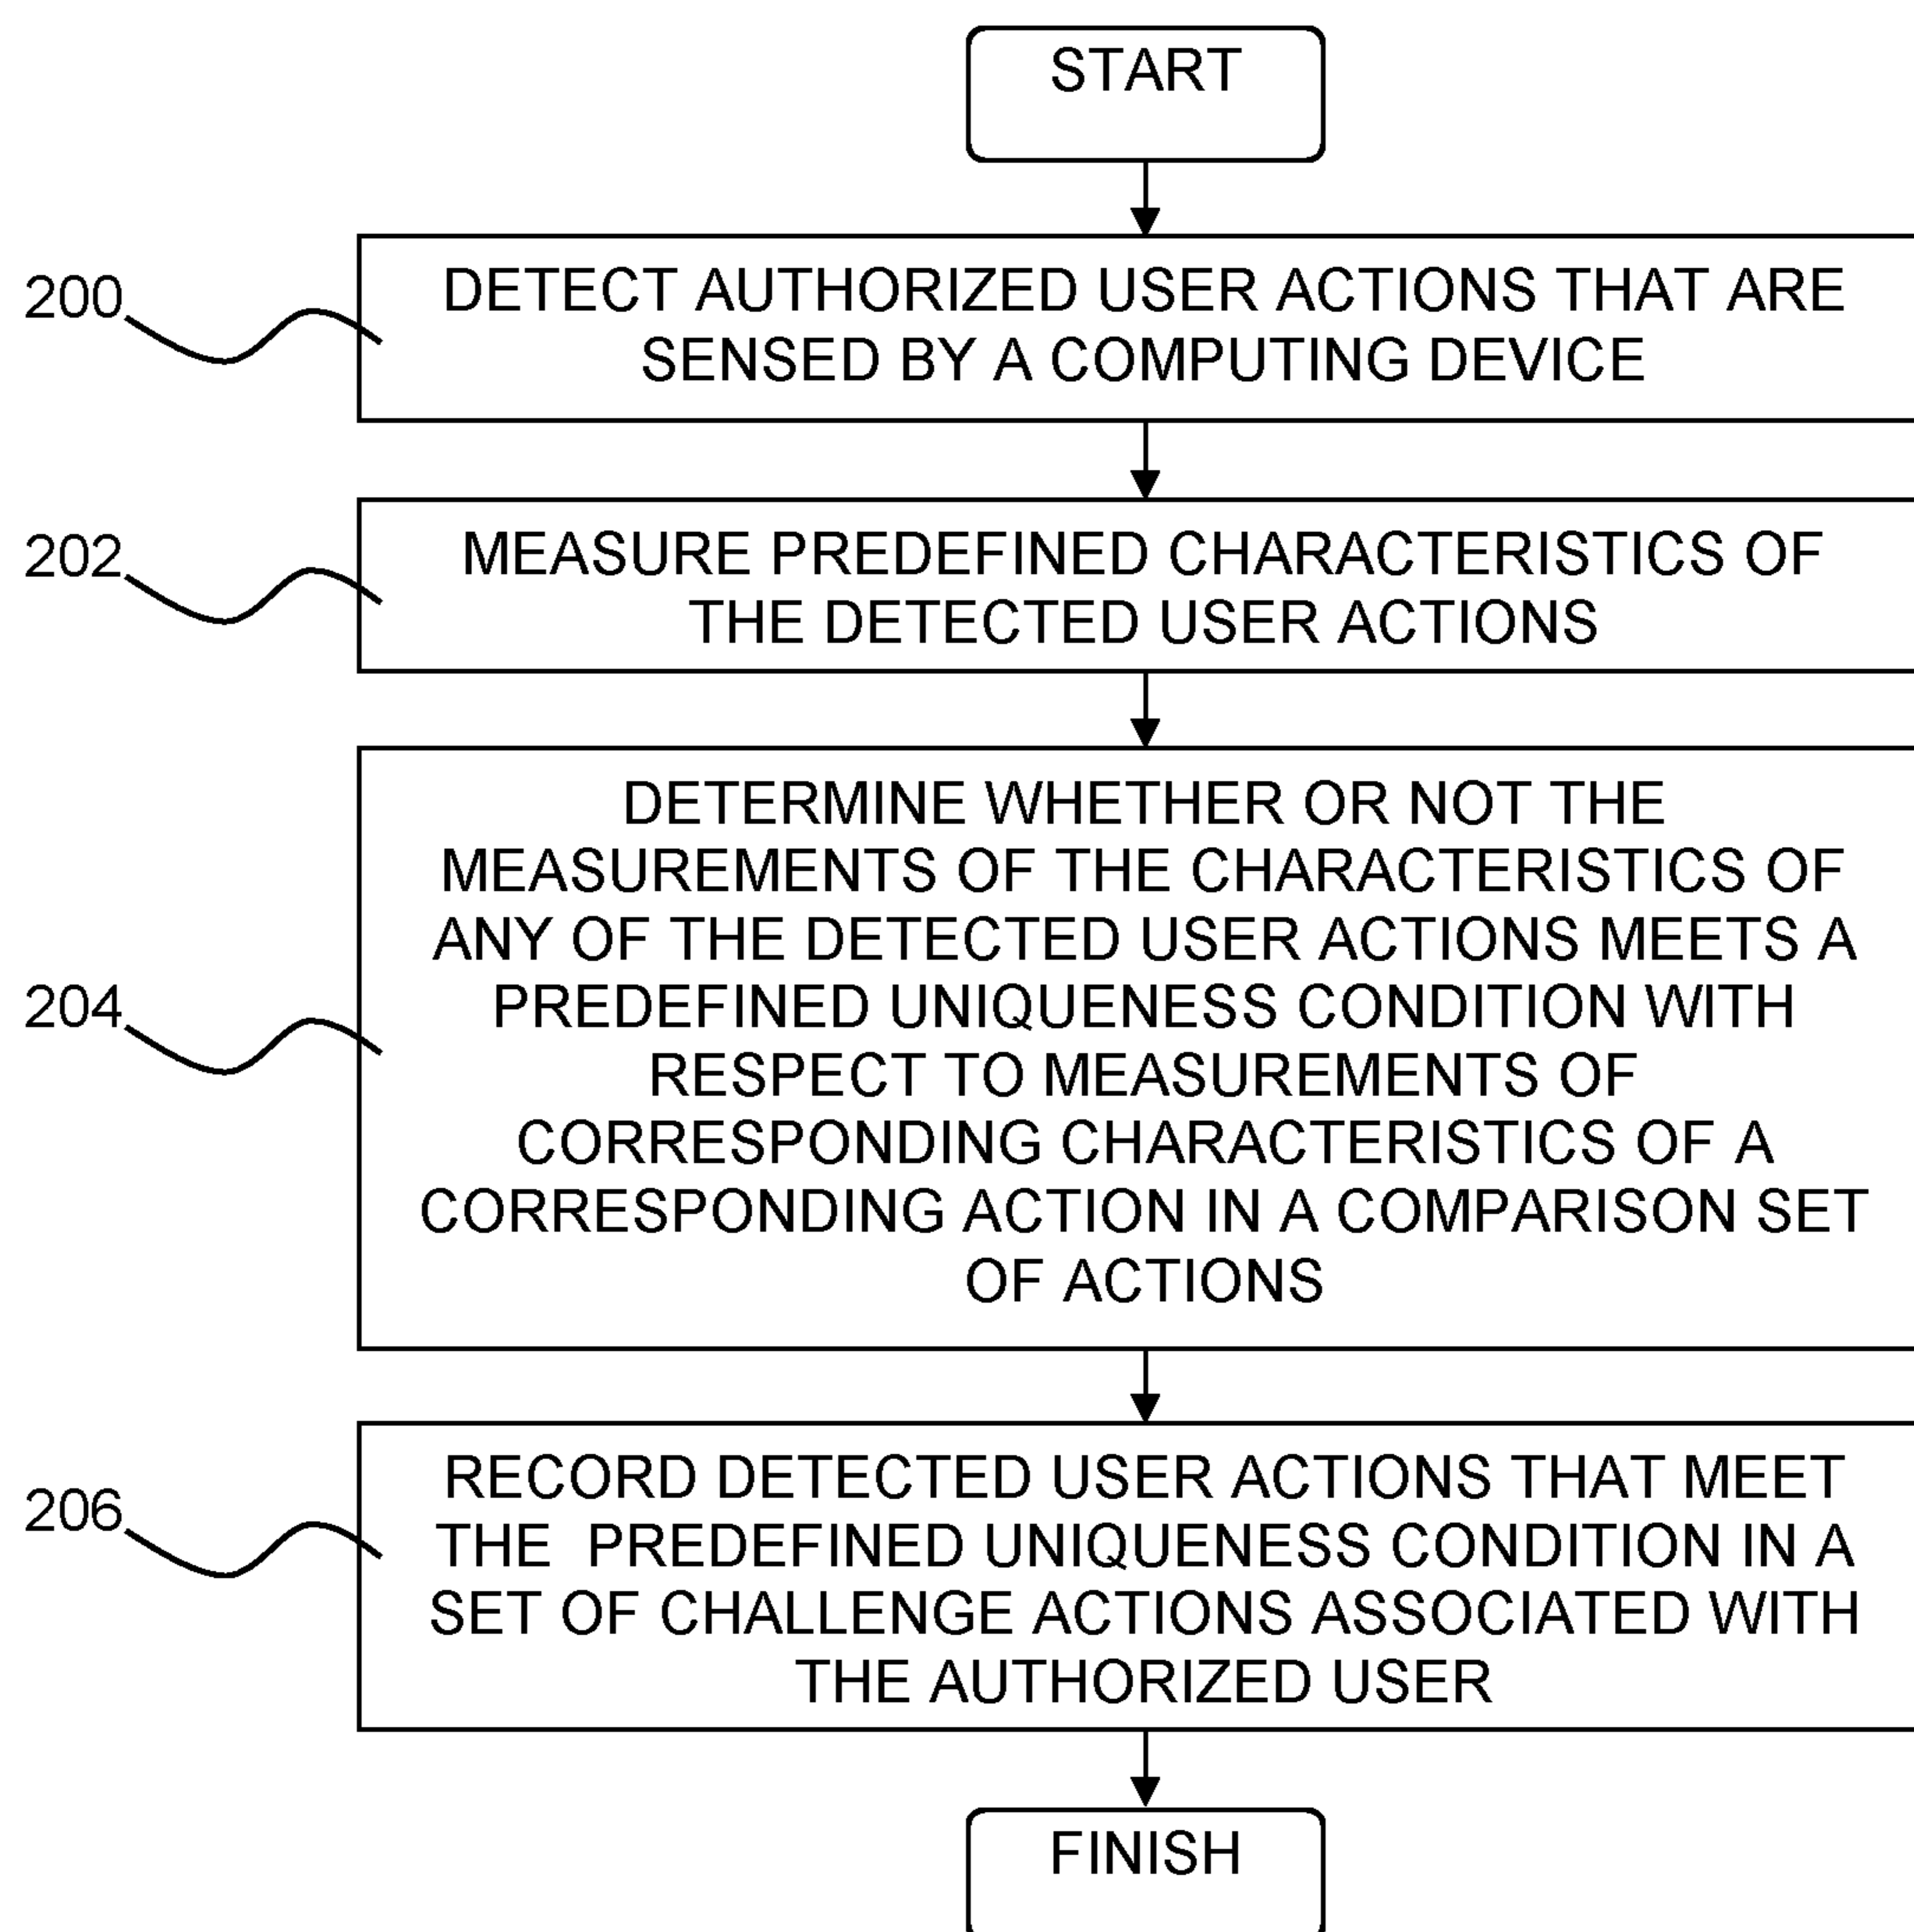 START
200
DETECT AUTHORIZED USER ACTIONS THAT ARE
SENSED BY A COMPUTING DEVICE
202
MEASURE PREDEFINED CHARACTERISTICS OF
THE DETECTED USER ACTIONS
204
DETERMINE WHETHER OR NOT THE
MEASUREMENTS OF THE CHARACTERISTICS OF
ANY OF THE DETECTED USER ACTIONS MEETS A
PREDEFINED UNIQUENESS CONDITION WITH
RESPECT TO MEASUREMENTS OF
CORRESPONDING CHARACTERISTICS OF A
CORRESPONDING ACTION IN A COMPARISON SET
OF ACTIONS
206
RECORD DETECTED USER ACTIONS THAT MEET
THE PREDEFINED UNIQUENESS CONDITION IN A
SET OF CHALLENGE ACTIONS ASSOCIATED WITH
THE AUTHORIZED USER
FINISH